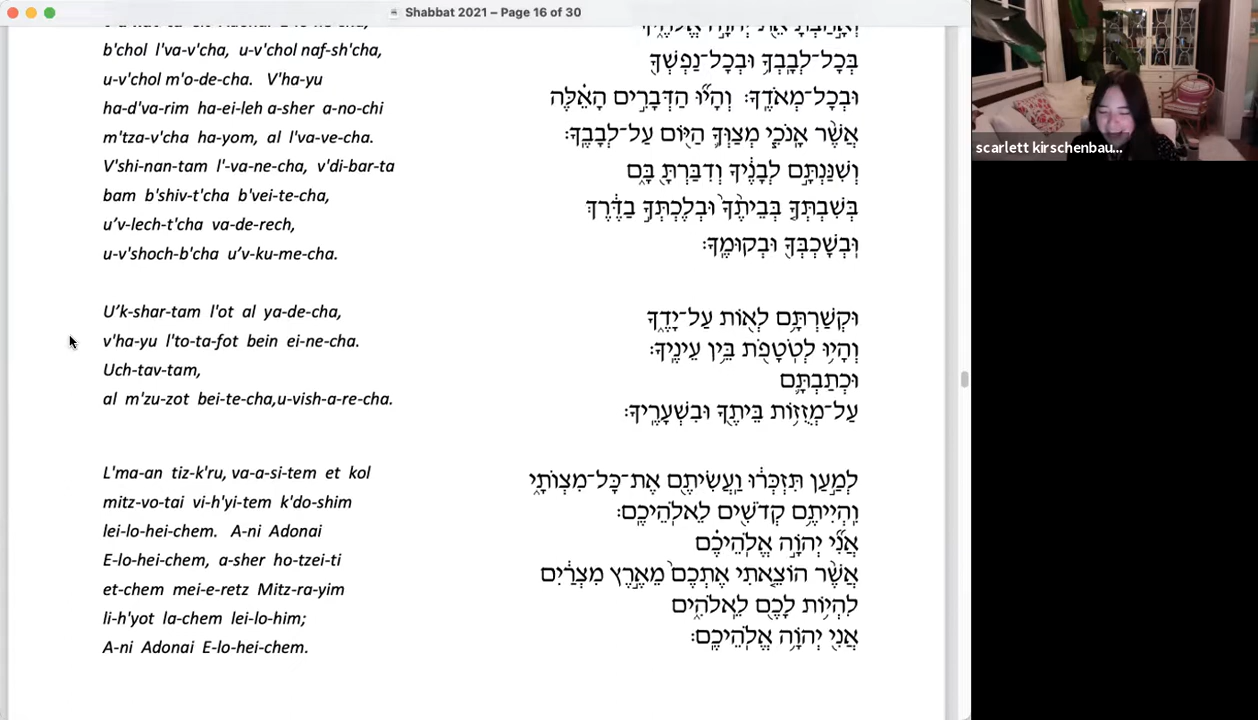 Shabbat 2021 – Page 16 of 30
b'chol l'va-v'cha, u-v'chol naf-sh'cha,
u-v'chol m'o-de-cha. V'ha-yu
ha-d'va-rim ha-ei-leh a-sher a-no-chi
m'tza-v'cha ha-yom, al l'va-ve-cha.
V'shi-nan-tam l'-va-ne-cha, v'di-bar-ta
bam b'shiv-t'cha b'vei-te-cha,
u’v-lech-t'cha va-de-rech,
u-v'shoch-b'cha u’v-ku-me-cha.
U’k-shar-tam l'ot al ya-de-cha,
v'ha-yu l'to-ta-fot bein ei-ne-cha.
Uch-tav-tam,
al m'zu-zot bei-te-cha,u-vish-a-re-cha.
L'ma-an tiz-k'ru, va-a-si-tem et kol
mitz-vo-tai vi-h'yi-tem k'do-shim
lei-lo-hei-chem. A-ni Adonai
E-lo-hei-chem, a-sher ho-tzei-ti
et-chem mei-e-retz Mitz-ra-yim
li-h'yot la-chem lei-lo-him;
A-ni Adonai E-lo-hei-chem.
וְאָ֣הַבְתָּ֔ אֵ֖ת יְהוָ֣ה אֱלֹהֶ֑יךָ
בְּכָל־לְבָֽבְךָ֥ וּבְכָל־נַפְשְׁךָ֖
וּבְכָל־מְאֹדֶֽךָ׃ וְהָי֞וּ הַדְּבָרִ֣ים הָאֵ֗לֶּה
אֲשֶׁ֨ר אָֽנֹכִ֧י מְצַוְּךָ֛ הַיּ֖וֹם עַל־לְבָבֶֽךָ׃
וְשִׁנַּנְתָּ֣ם לְבָנֶ֔יךָ וְדִבַּרְתָּ֖ בָּ֑ם
בְּשִׁבְתְּךָ֤ בְּבֵיתֶ֙ךָ֙ וּבְלֶכְתְּךָ֣ בַדֶּ֔רֶךְ
וּֽבְשָׁכְבְּךָ֖ וּבְקוּמֶֽךָ׃
וּקְשַׁרְתָּ֥ם לְא֖וֹת עַל־יָדֶ֑ךָ
וְהָי֥וּ לְטֹֽטָפֹ֖ת בֵּ֥ין עֵינֶֽיךָ׃
וּכְתַבְתָּ֛ם
עַל־מְזֻז֥וֹת בֵּיתֶ֖ךָ וּבִשְׁעָרֶֽיךָ׃
לְמַ֣עַן תִּזְכְּר֔וּ וַעֲשִׂיתֶ֖ם אֶת־כָּל־מִצְוֺתָ֑י
וִהְיִיתֶ֥ם קְדֹשִׁ֖ים לֵאלֹֽהֵיכֶֽם׃
אֲנִ֞י יְהוָ֣ה אֱלֹֽהֵיכֶ֗ם
אֲשֶׁ֨ר הוֹצֵ֤אתִי אֶתְכֶם֙ מֵאֶ֣רֶץ מִצְרַ֔יִם
לִהְי֥וֹת לָכֶ֖ם לֵאלֹהִ֑ים
אֲנִ֖י יְהוָ֥ה אֱלֹהֵיכֶֽם׃
scarlett kirschenbau...